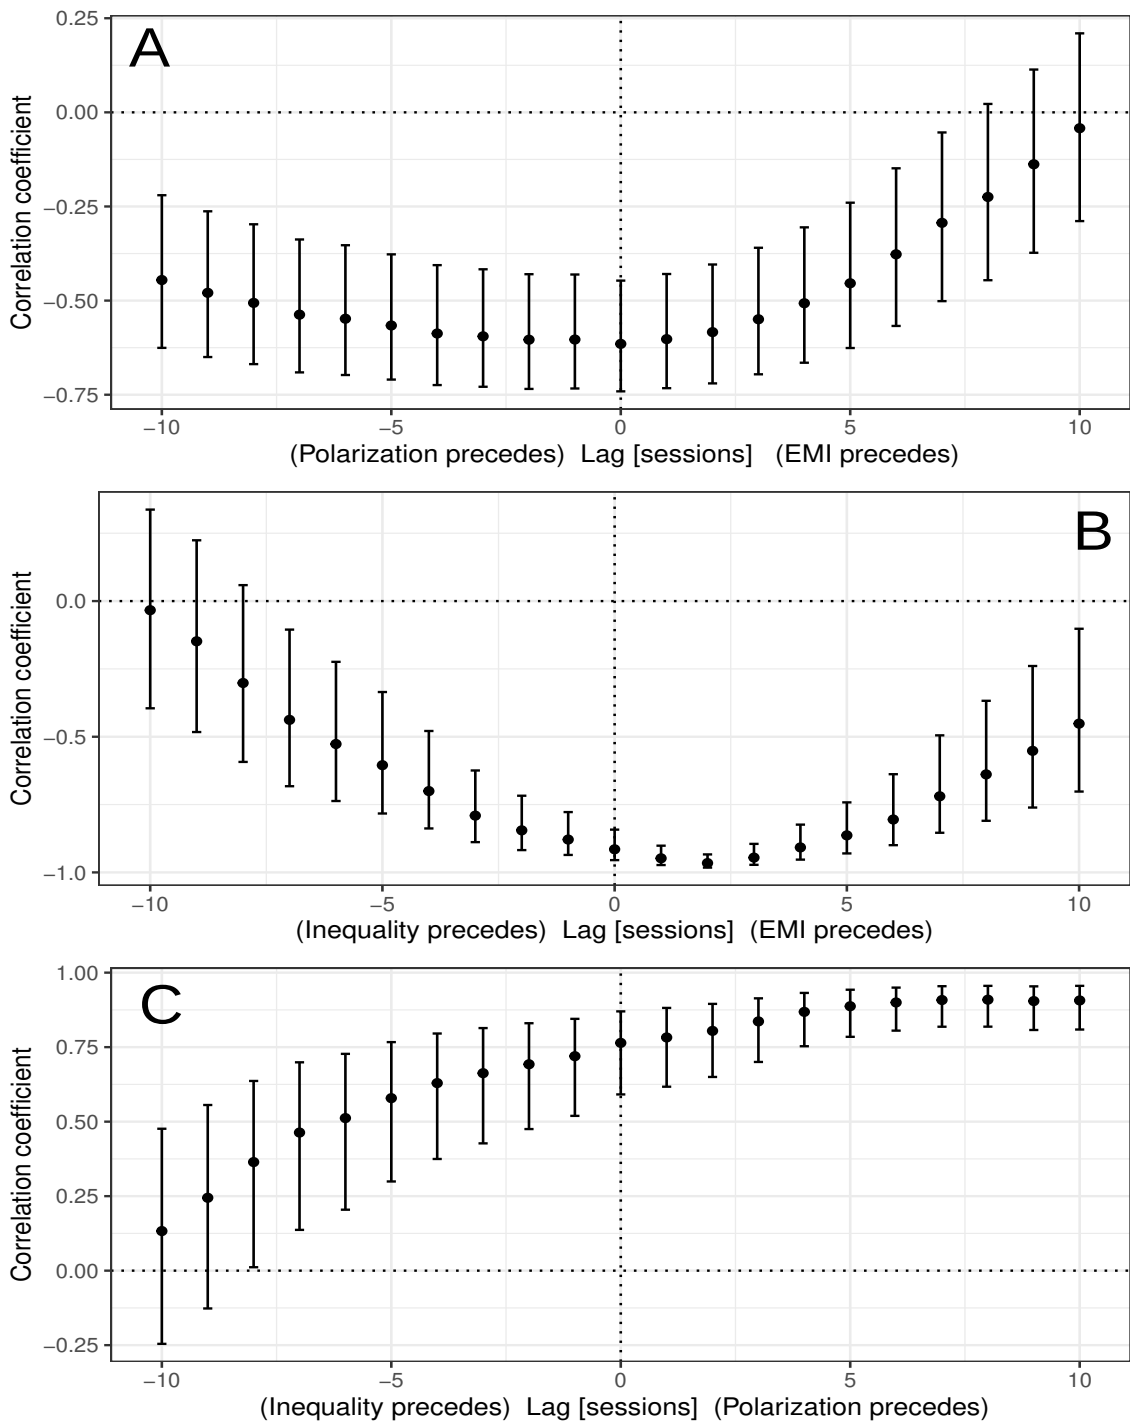 A
Correlation coefficient
0.25
0.00
−0.25
−0.50
−0.75
−10 −5 0 5 10
(Polarization precedes) Lag [sessions] (EMI precedes)
B
Correlation coefficient
0.0
−0.5
−1.0
−10 −5 0 5 10
(Inequality precedes) Lag [sessions] (EMI precedes)
C
Correlation coefficient
1.00
0.75
0.50
0.25
0.00
−0.25
−10 −5 0 5 10
(Inequality precedes) Lag [sessions] (Polarization precedes)